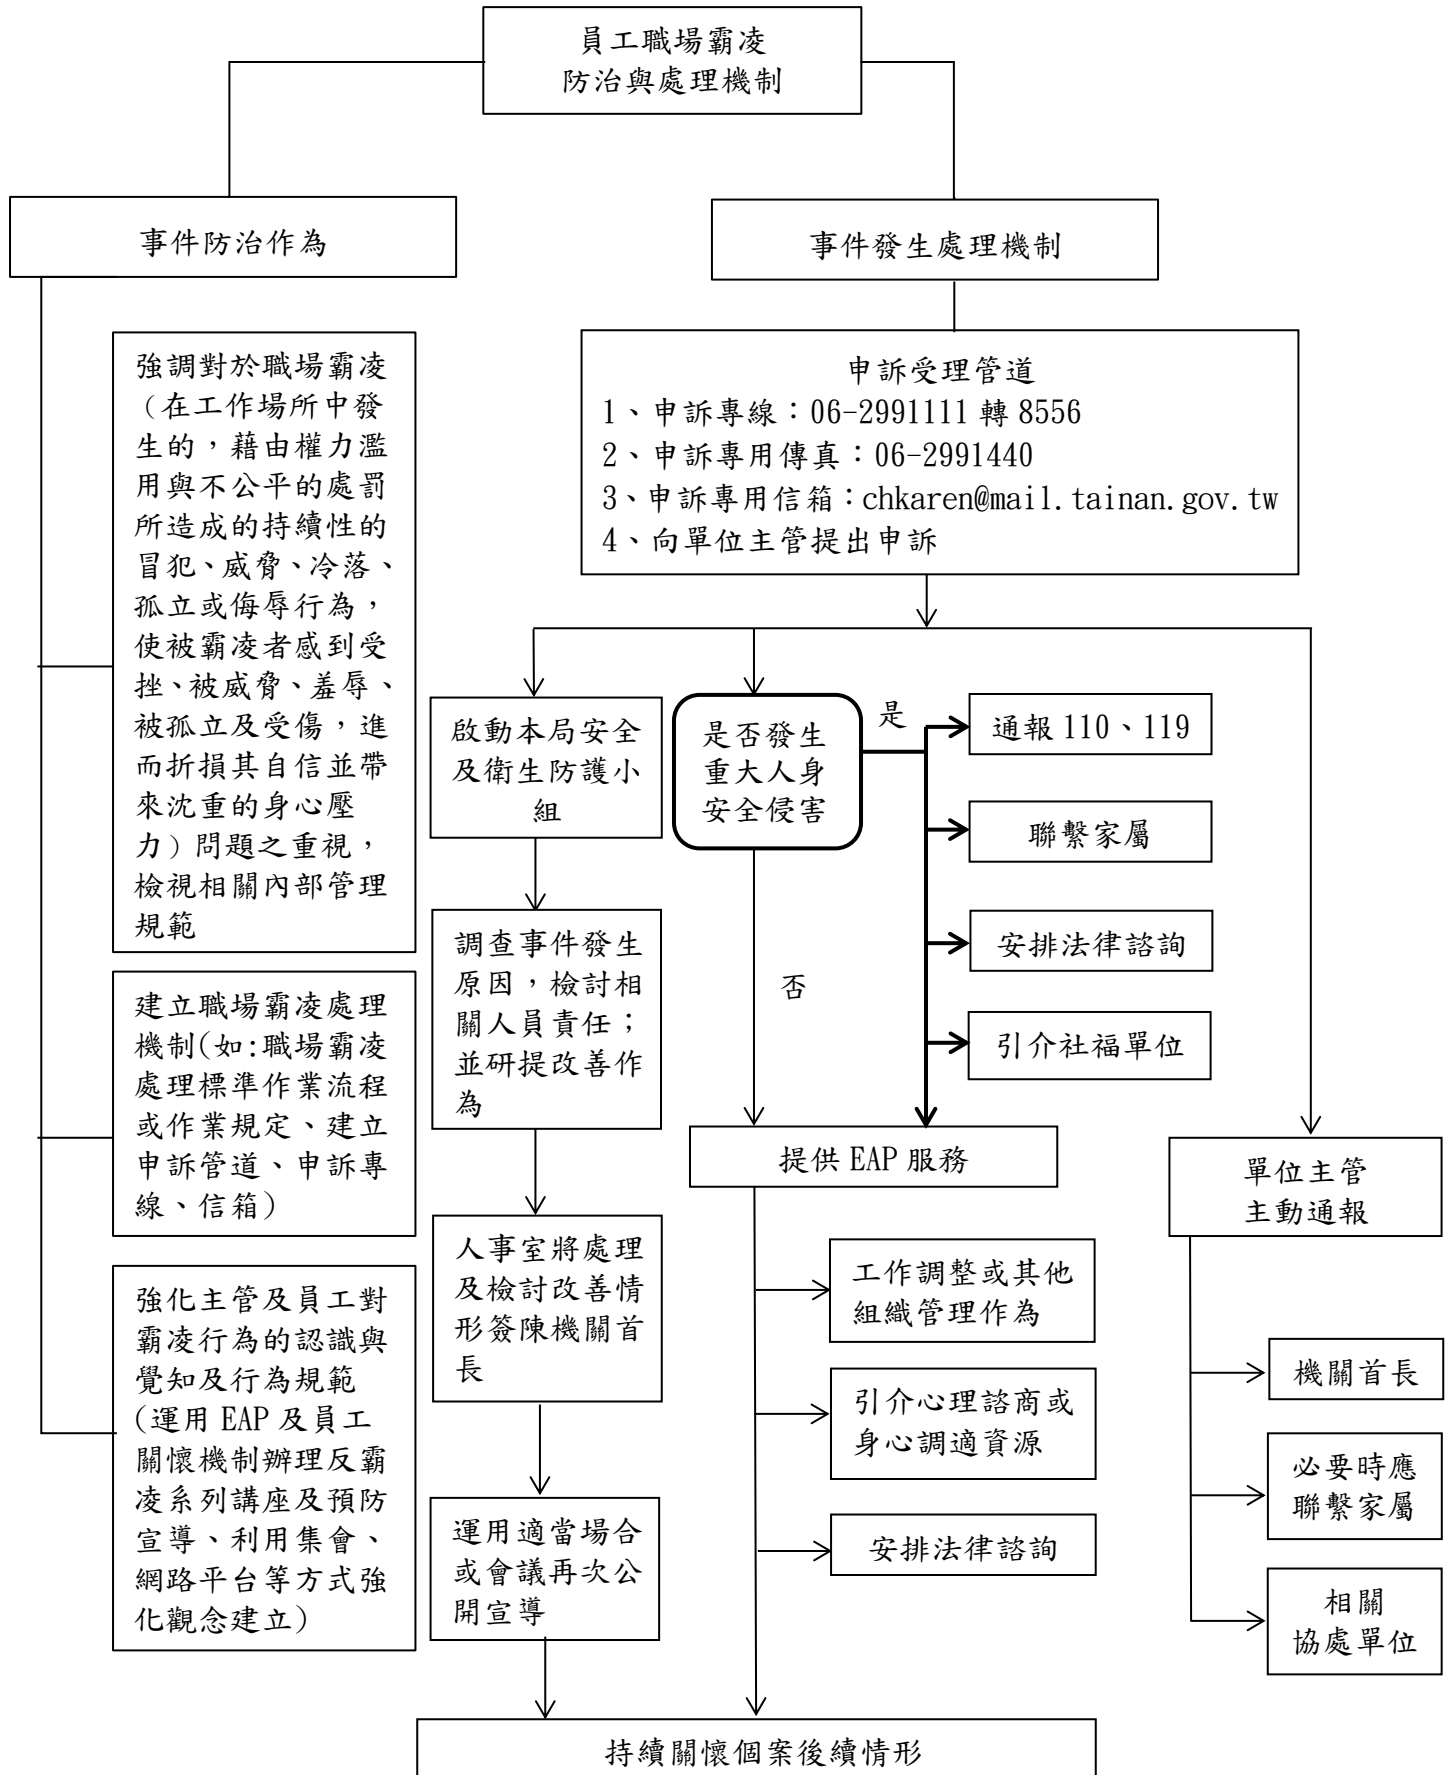 員工職場霸凌
防治與處理機制
事件防治作為
事件發生處理機制
強調對於職場霸凌
（在工作場所中發
生的，藉由權力濫
用與不公平的處罰
所造成的持續性的
冒犯、威脅、冷落、
孤立或侮辱行為，
使被霸凌者感到受
挫、被威脅、羞辱、
被孤立及受傷，進
而折損其自信並帶
來沈重的身心壓
力）問題之重視，
檢視相關內部管理
規範
建立職場霸凌處理
機制(如:職場霸凌
處理標準作業流程
或作業規定、建立
申訴管道、申訴專
線、信箱)
強化主管及員工對
霸凌行為的認識與
覺知及行為規範
(運用 EAP 及員工
關懷機制辦理反霸
凌系列講座及預防
宣導、利用集會、
網路平台等方式強
化觀念建立)
申訴受理管道
1、申訴專線：06-2991111 轉 8556
2、申訴專用傳真：06-2991440
3、申訴專用信箱：chkaren@mail.tainan.gov.tw
4、向單位主管提出申訴
啟動本局安全
及衛生防護小
組
調查事件發生
原因，檢討相
關人員責任；
並研提改善作
為
人事室將處理
及檢討改善情
形簽陳機關首
長
運用適當場合
或會議再次公
開宣導
是否發生
重大人身
安全侵害
是
否
通報 110、119
聯繫家屬
安排法律諮詢
引介社福單位
提供 EAP 服務
工作調整或其他
組織管理作為
引介心理諮商或
身心調適資源
安排法律諮詢
單位主管
主動通報
機關首長
必要時應
聯繫家屬
相關
協處單位
持續關懷個案後續情形